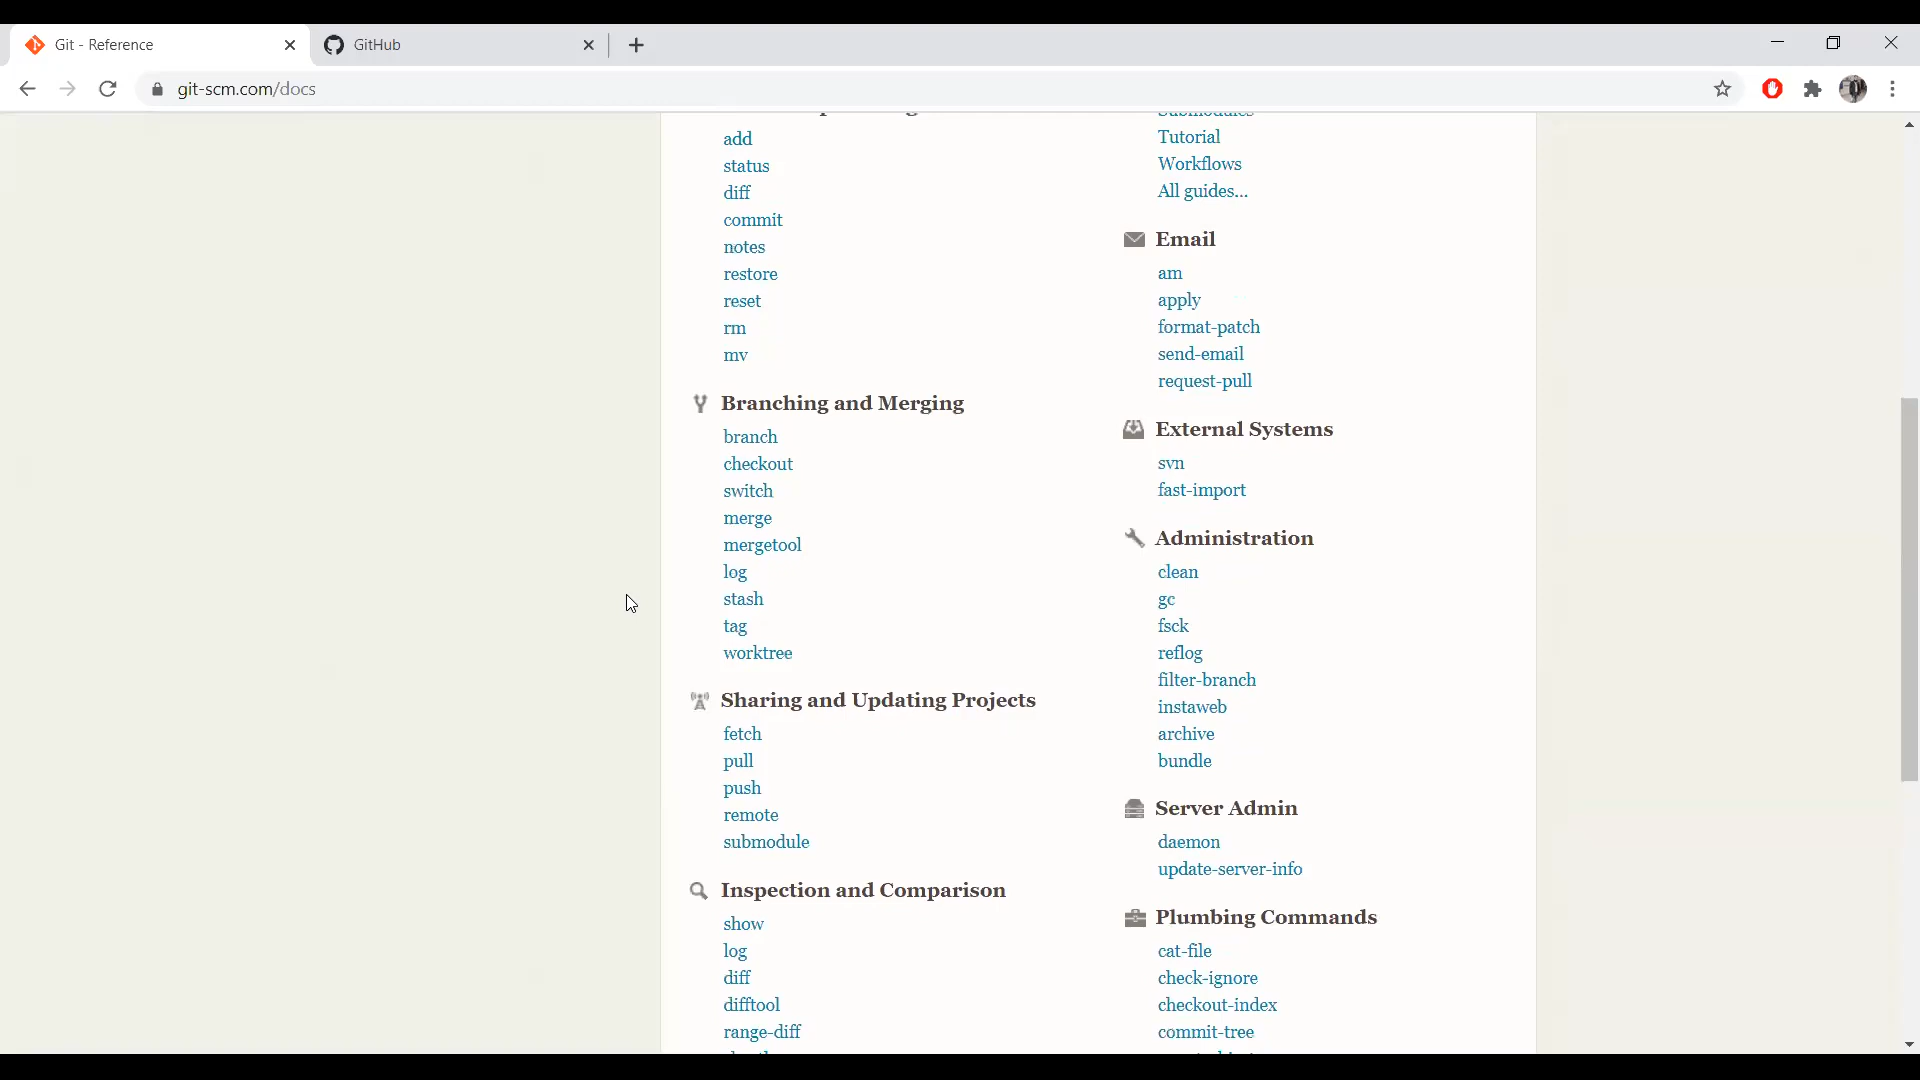 Git - Reference
GitHub
git-scm.com/docs
add
status
diff
commit
notes
restore
reset
rm
mv
Branching and Merging
branch
checkout
switch
merge
mergetool
log
stash
tag
worktree
Sharing and Updating Projects
fetch
pull
push
remote
submodule
Inspection and Comparison
show
log
diff
difftool
range-diff
Submodules
Tutorial
Workflows
All guides...
Email
am
apply
format-patch
send-email
request-pull
External Systems
svn
fast-import
Administration
clean
gc
fsck
reflog
filter-branch
instaweb
archive
bundle
Server Admin
daemon
update-server-info
Plumbing Commands
cat-file
check-ignore
checkout-index
commit-tree